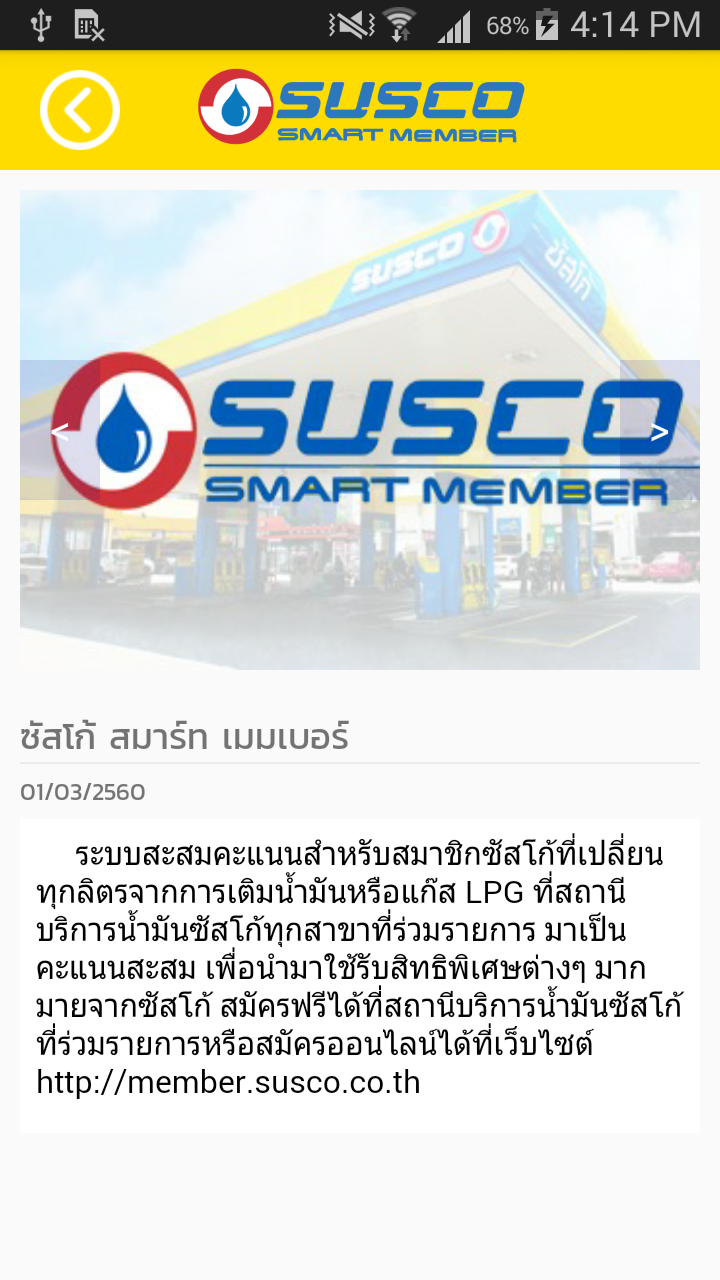 68% 4:14 PM
SUSCO
SMART MEMBER
SUSCO ซัสโก้
SUSCO
< >
SMART MEMBER
ซัสโก้ สมาร์ท เมมเบอร์
01/03/2560
ระบบสะสมคะแนนสำหรับสมาชิกซัสโก้ที่เปลี่ยน
ทุกลิตรจากการเติมน้ำมันหรือแก๊ส LPG ที่สถานี
บริการน้ำมันซัสโก้ทุกสาขาที่ร่วมรายการ มาเป็น
คะแนนสะสม เพื่อนำมาใช้รับสิทธิพิเศษต่างๆ มาก
มายจากซัสโก้ สมัครฟรีได้ที่สถานีบริการน้ำมันซัสโก้
ที่ร่วมรายการหรือสมัครออนไลน์ได้ที่เว็บไซต์
http://member.susco.co.th